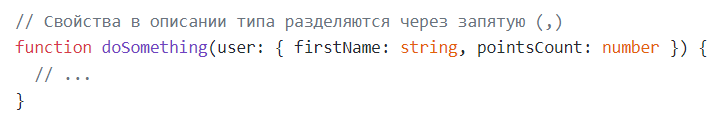 // Свойства в описании типа разделяются через запятую (,)
function doSomething(user: { firstName: string, pointsCount: number }) {
  // ...
}